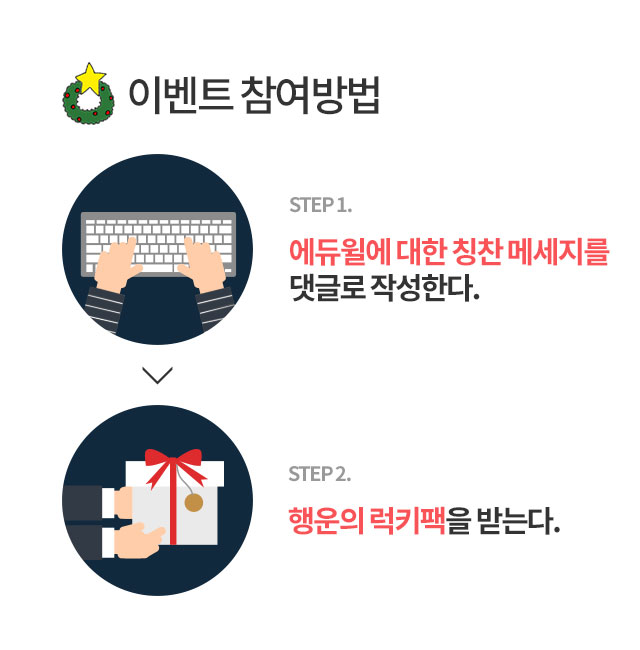 이벤트 참여방법
STEP 1.
에듀윌에 대한 칭찬 메세지를
댓글로 작성한다.
STEP 2.
행운의 럭키팩을 받는다.